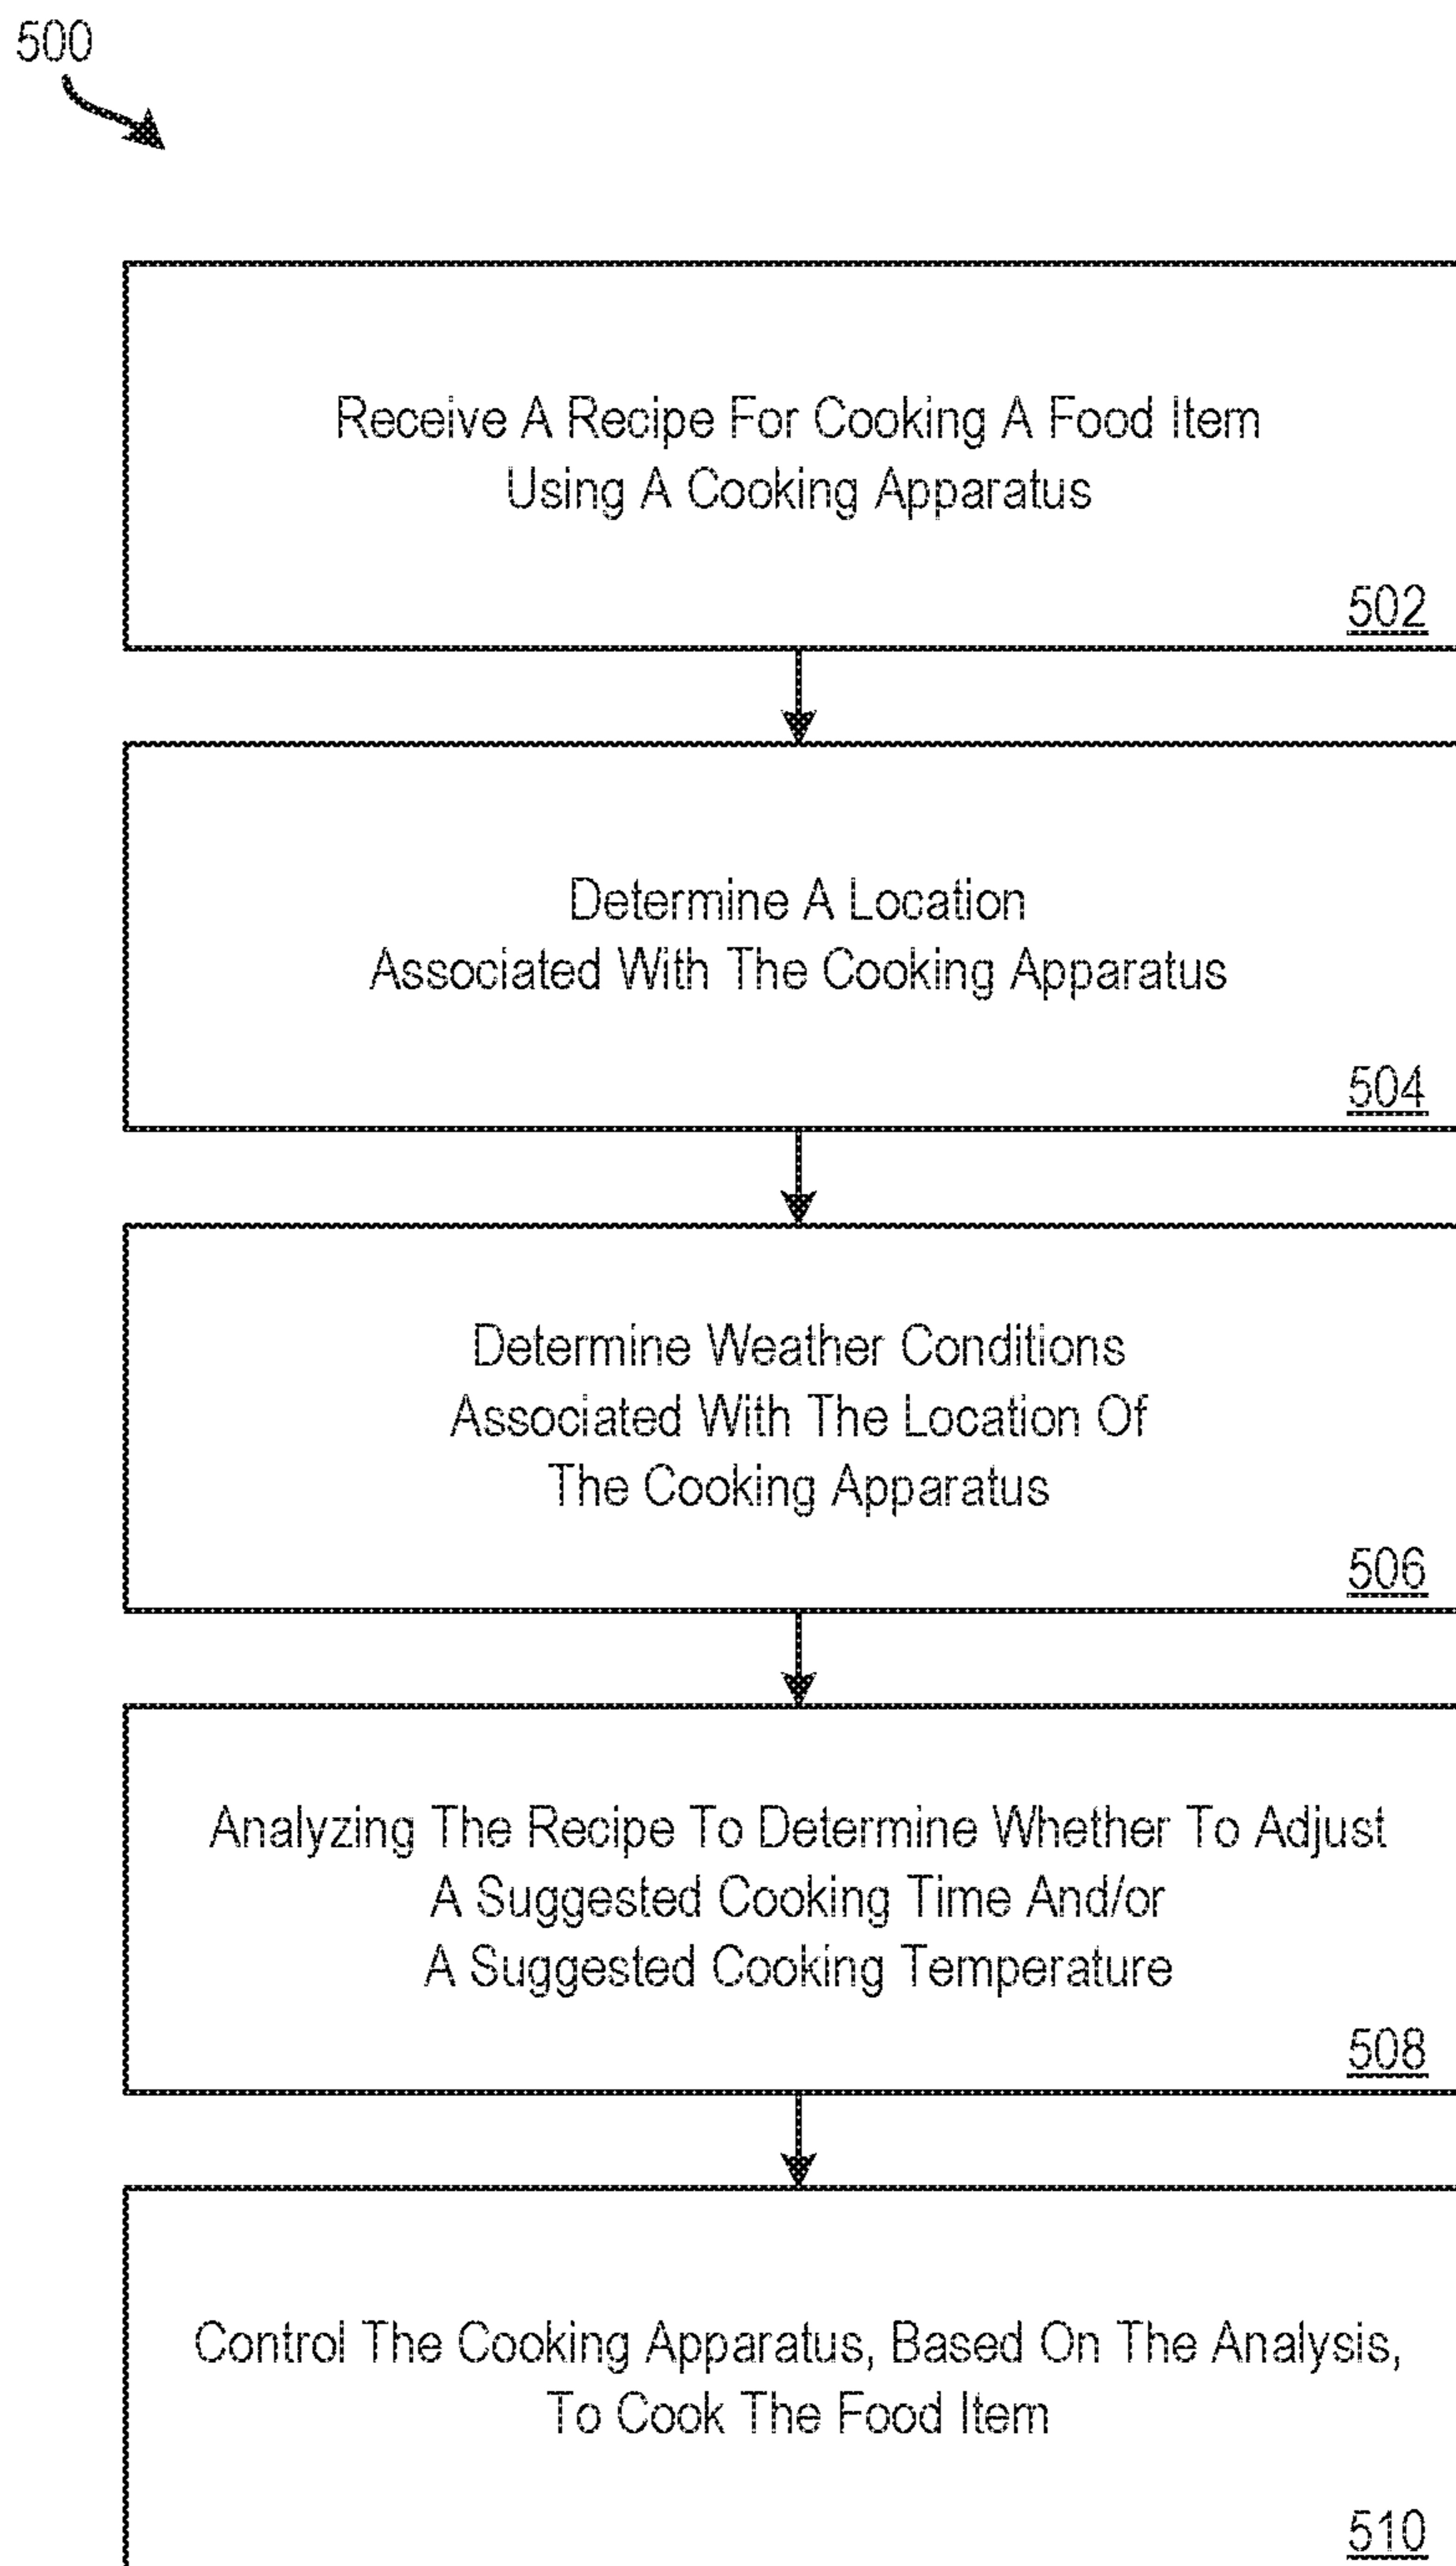 500
Receive A Recipe For Cooking A Food Item
Using A Cooking Apparatus
502
Determine A Location
Associated With The Cooking Apparatus
504
Determine Weather Conditions
Associated With The Location Of
The Cooking Apparatus
506
Analyzing The Recipe To Determine Whether To Adjust
A Suggested Cooking Time And/or
A Suggested Cooking Temperature
508
Control The Cooking Apparatus, Based On The Analysis,
To Cook The Food Item
510